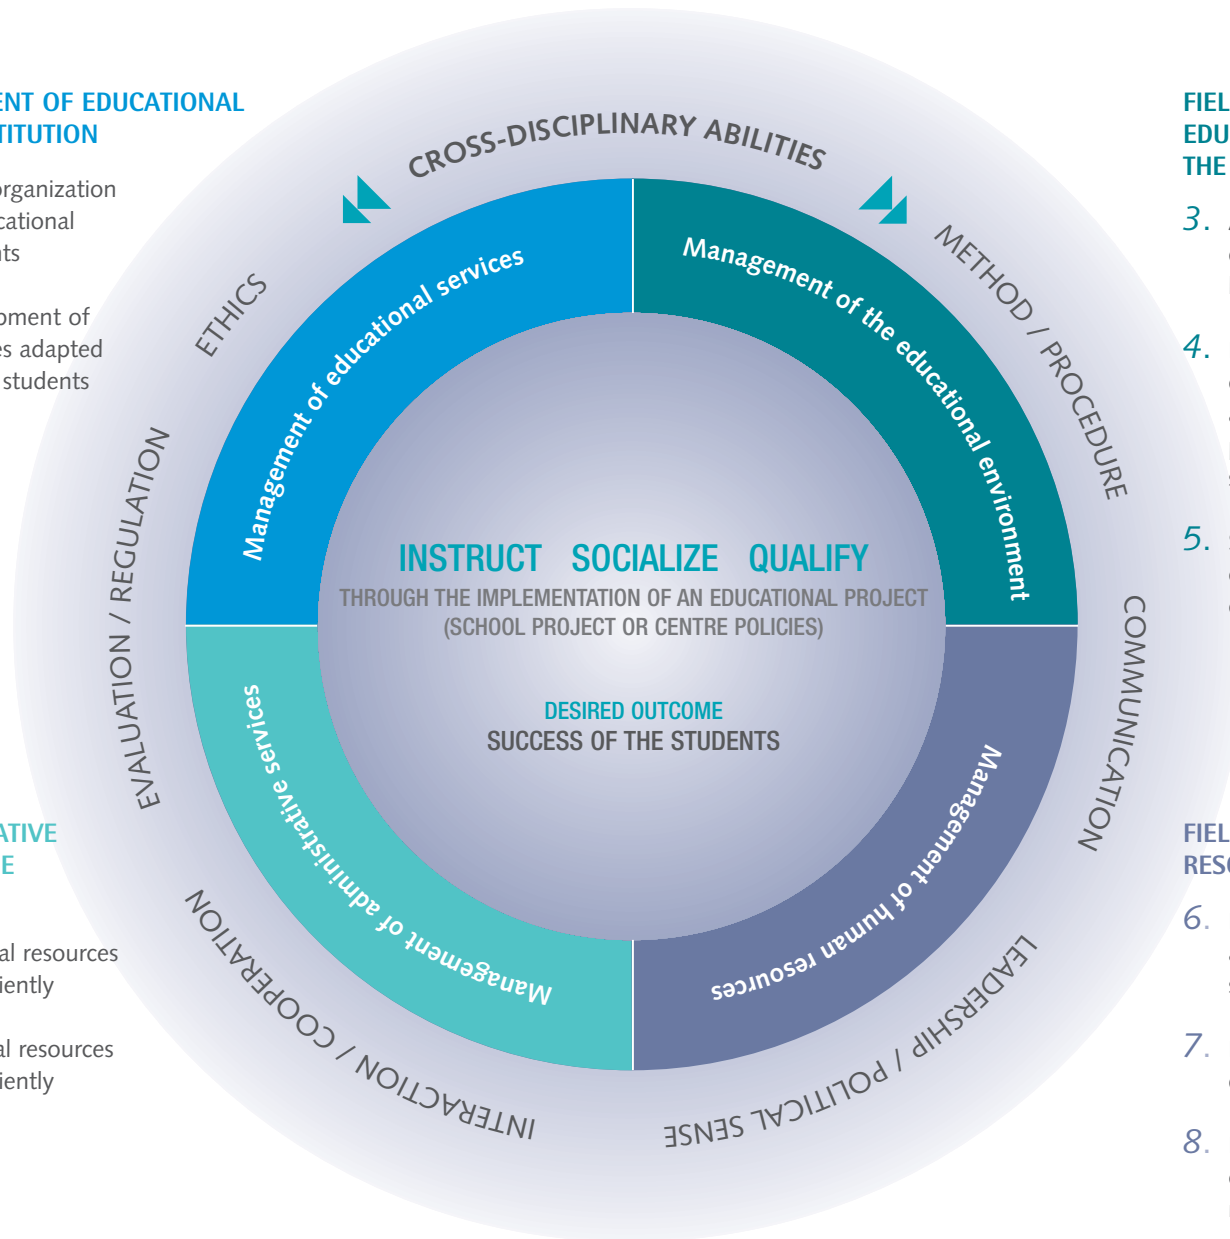 ENT OF EDUCATIONAL
TITUTION
organization
cational
nts
pment of
es adapted
students
CROSS-DISCIPLINARY ABILITIES
ETHICS
METHOD / PROCEDURE
COMMUNICATION
LEADERSHIP / POLITICAL SENSE
INTERACTION / COOPERATION
EVALUATION / REGULATION
Management of educational services
Management of the educational environment
Management of human resources
Management of administrative services
INSTRUCT SOCIALIZE QUALIFY
THROUGH THE IMPLEMENTATION OF AN EDUCATIONAL PROJECT
(SCHOOL PROJECT OR CENTRE POLICIES)
DESIRED OUTCOME
SUCCESS OF THE STUDENTS
FIEL
EDU
THE
3.
4.
5.
ATIVE
E
al resources
iently
al resources
iently
FIEL
RESO
6.
7.
8.